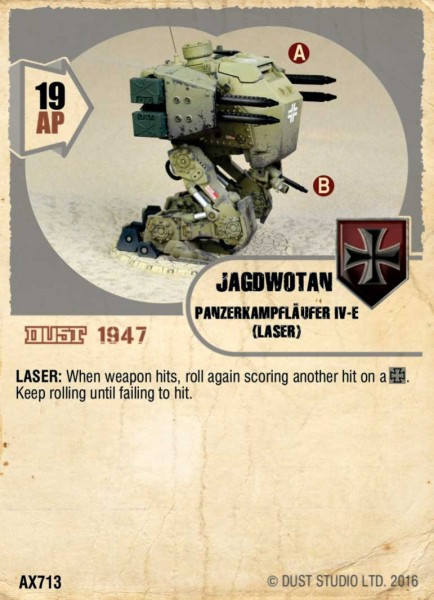 19
AP
A
B
JAGDWOTAN
PANZERKAMPFLÄUFER IV-E
(LASER)
DUST 1947
LASER: When weapon hits, roll again scoring another hit on a .
Keep rolling until failing to hit.
AX713
© DUST STUDIO LTD. 2016